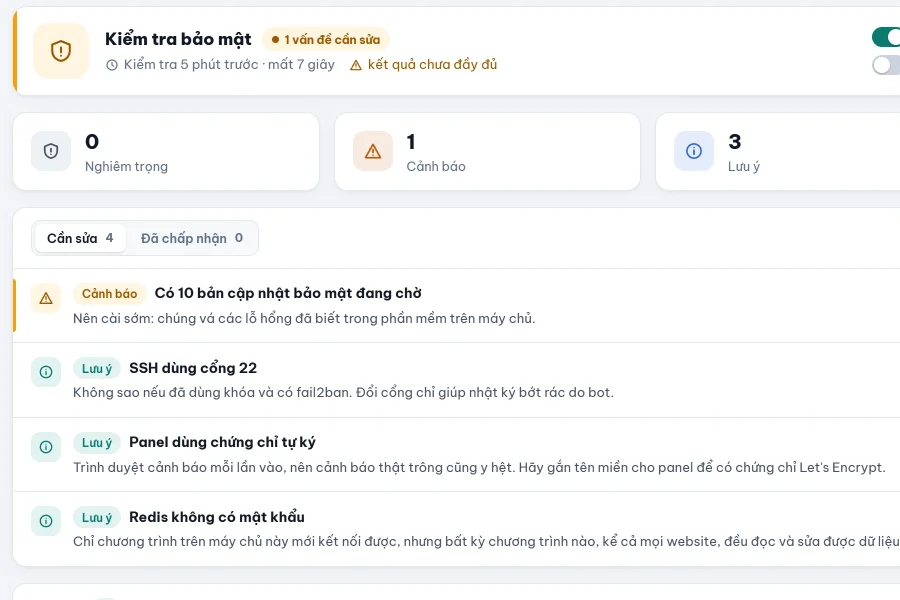 Kiểm tra bảo mật 1 vấn đề cần sửa
Kiểm tra 5 phút trước · mất 7 giây kết quả chưa đầy đủ
0
Nghiêm trọng
1
Cảnh báo
3
Lưu ý
Cần sửa 4 Đã chấp nhận 0
Cảnh báo Có 10 bản cập nhật bảo mật đang chờ
Nên cài sớm: chúng vá các lỗ hổng đã biết trong phần mềm trên máy chủ.
Lưu ý SSH dùng cổng 22
Không sao nếu đã dùng khóa và có fail2ban. Đổi cổng chỉ giúp nhật ký bớt rác do bot.
Lưu ý Panel dùng chứng chỉ tự ký
Trình duyệt cảnh báo mỗi lần vào, nên cảnh báo thật trông cũng y hệt. Hãy gắn tên miền cho panel để có chứng chỉ Let's Encrypt.
Lưu ý Redis không có mật khẩu
Chỉ chương trình trên máy chủ này mới kết nối được, nhưng bất kỳ chương trình nào, kể cả mọi website, đều đọc và sửa được dữ liệu